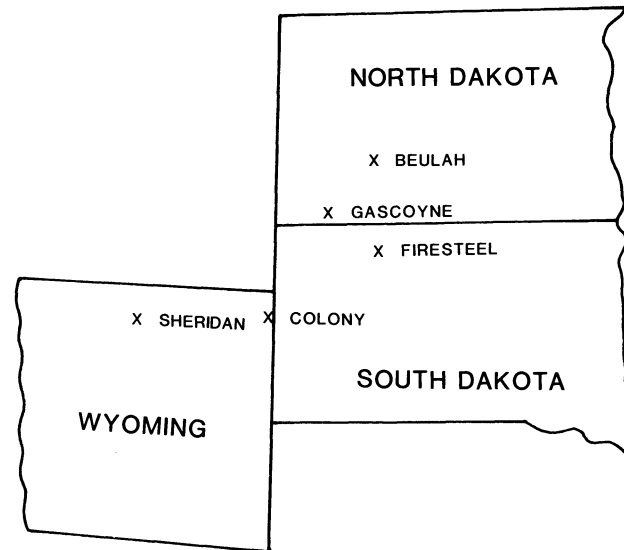 NORTH DAKOTA
X BEULAH
X GASCOYNE
X FIRESTEEL
X SHERIDAN X COLONY
SOUTH DAKOTA
WYOMING